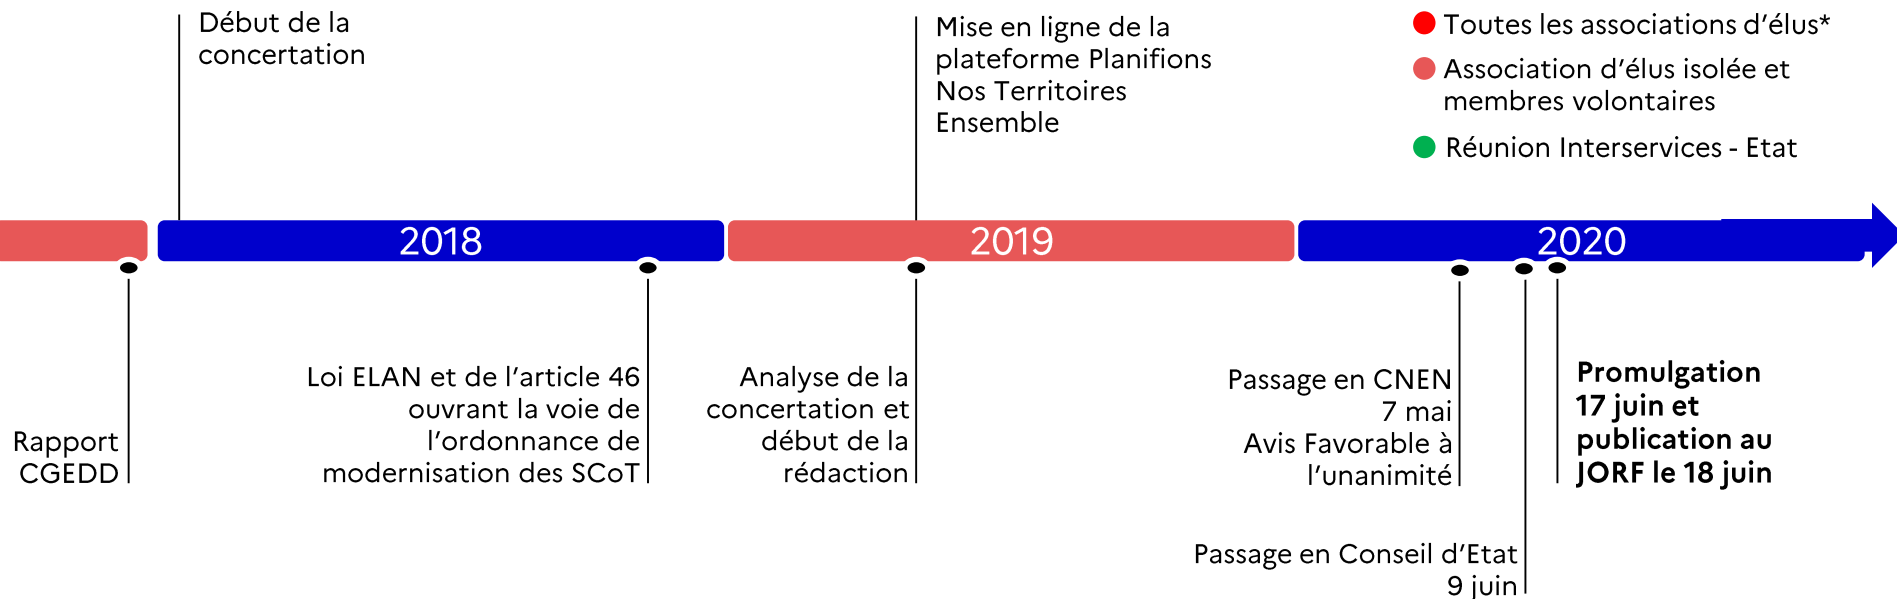 Début de la
concertation
Mise en ligne de la
plateforme Planifions
Nos Territoires
Ensemble
Toutes les associations d’élus*
Association d’élus isolée et
membres volontaires
Réunion Interservices - Etat
2018
2019
2020
Rapport
CGEDD
Loi ELAN et de l’article 46
ouvrant la voie de
l’ordonnance de
modernisation des SCoT
Analyse de la
concertation et
début de la
rédaction
Passage en CNEN
7 mai
Avis Favorable à
l’unanimité
Passage en Conseil d’Etat
9 juin
Promulgation
17 juin et
publication au
JORF le 18 juin